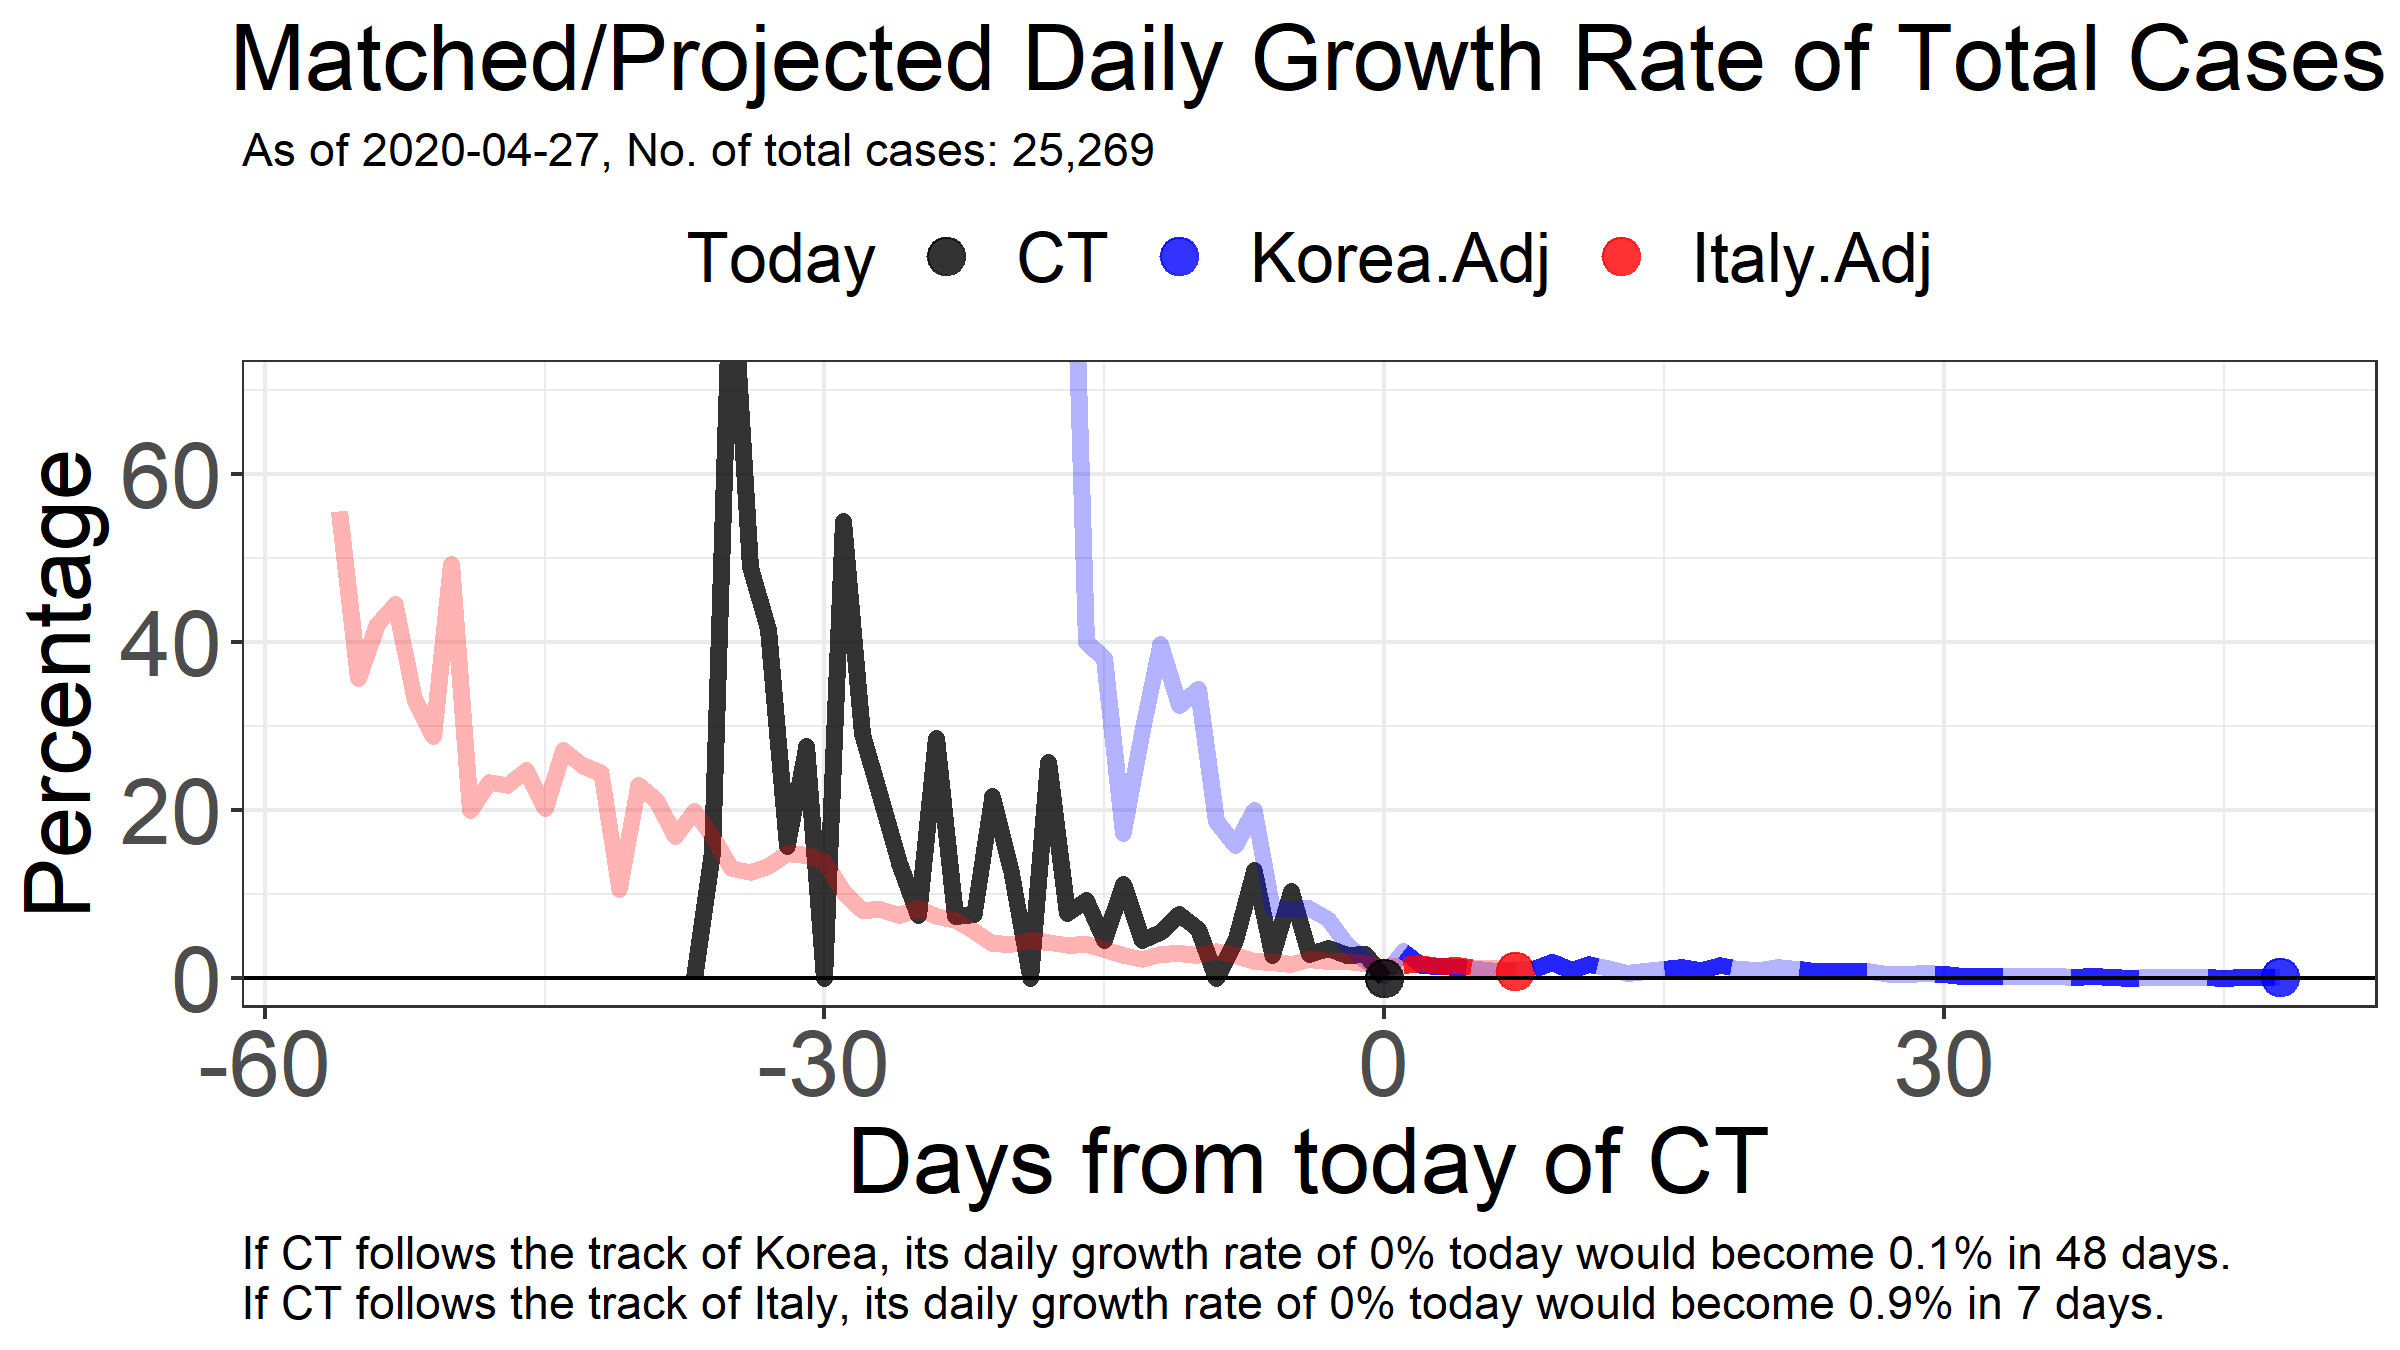 Matched/Projected Daily Growth Rate of Total Cases
As of 2020-04-27, No. of total cases: 25,269
Today CT Korea.Adj Italy.Adj
Percentage
60
40
20
0
-60 -30 0 30
Days from today of CT
If CT follows the track of Korea, its daily growth rate of 0% today would become 0.1% in 48 days.
If CT follows the track of Italy, its daily growth rate of 0% today would become 0.9% in 7 days.